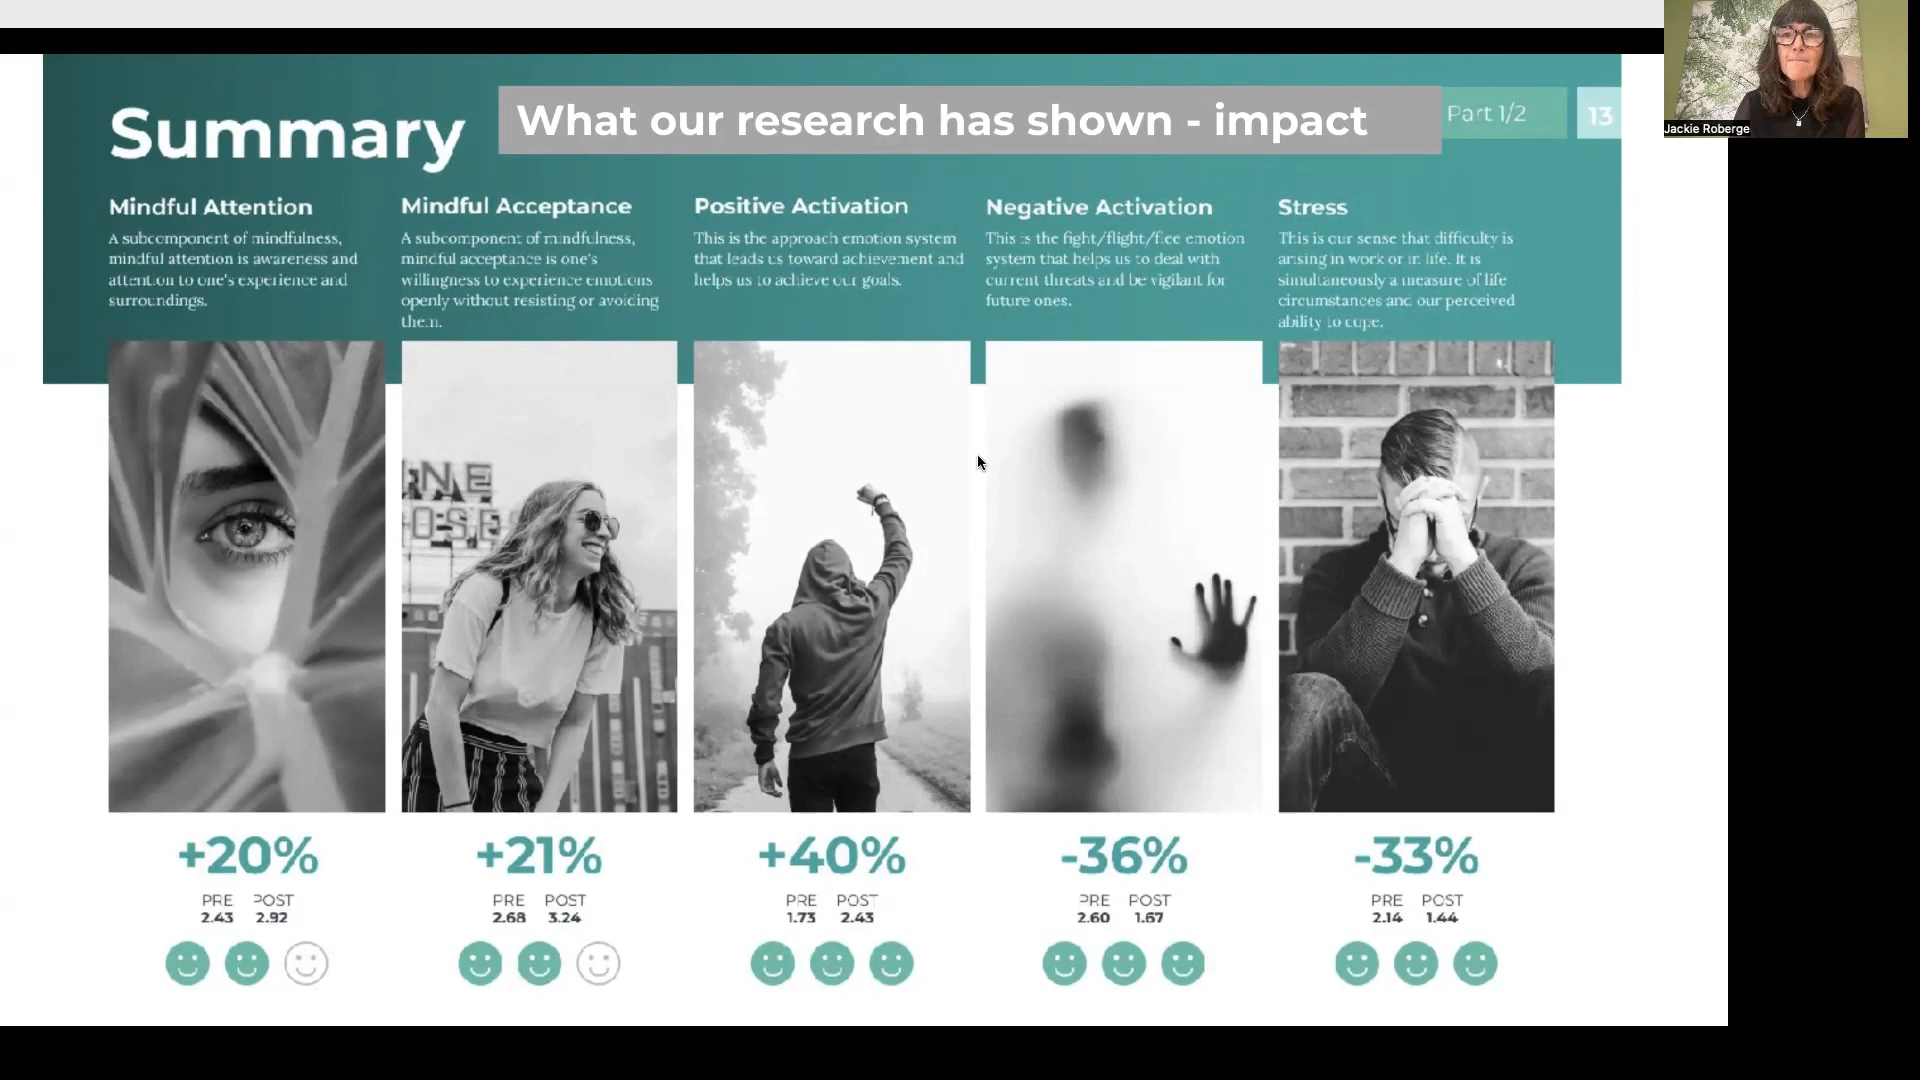 Summary
What our research has shown - impact
Part 1/2
13
Jackie Roberge
Mindful Attention
A subcomponent of mindfulness,
mindful attention is awareness and
attention to one's experience and
surroundings.
Mindful Acceptance
A subcomponent of mindfulness,
mindful acceptance is one's
willingness to experience emotions
openly without resisting or avoiding
them.
Positive Activation
This is the approach emotion system
that leads us toward achievement and
helps us to achieve our goals.
Negative Activation
This is the fight/flight/flee emotion
system that helps us to deal with
current threats and be vigilant for
future ones.
Stress
This is our sense that difficulty is
arising in work or in life. It is
simultaneously a measure of life
circumstances and our perceived
ability to cope.
+20%
PRE POST
2.43 2.92
+21%
PRE POST
2.68 3.24
+40%
PRE POST
1.73 2.43
-36%
PRE POST
2.60 1.67
-33%
PRE POST
2.14 1.44